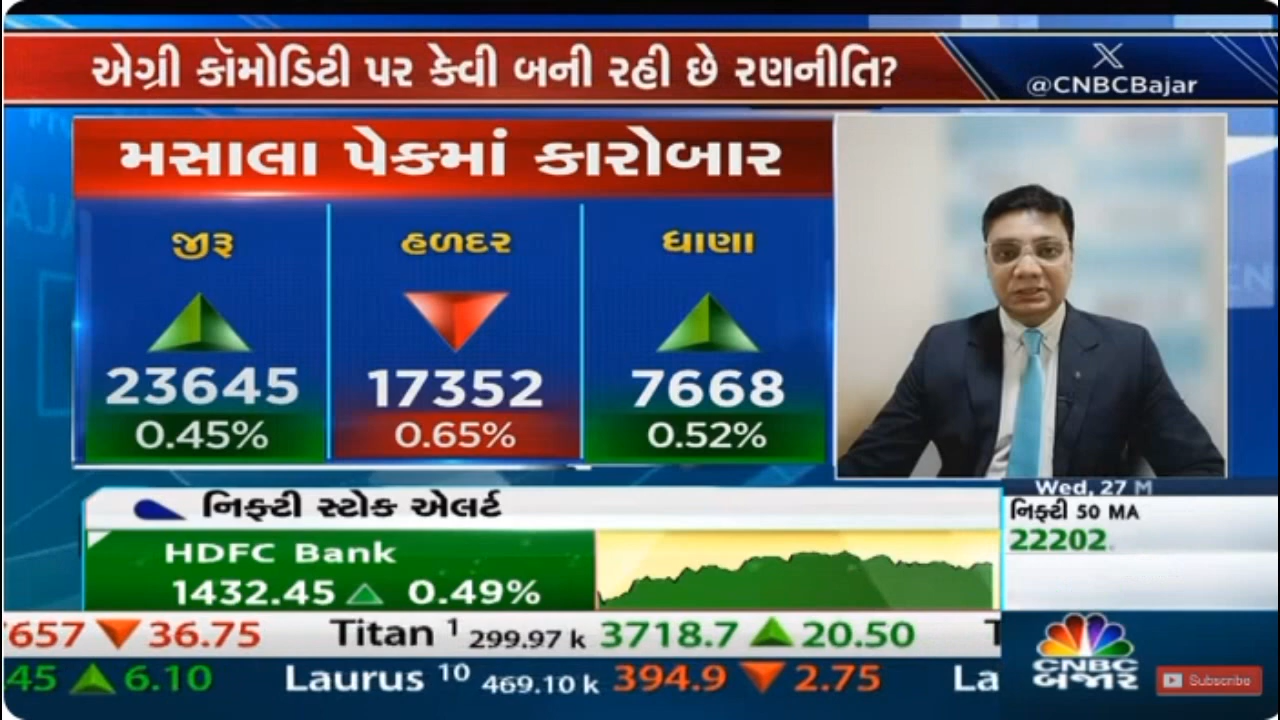 એગ્રી કૉમોડિટી પર કેવી બની રહી છે રણનીતિ?
@CNBCBajar
મસાલા પેકમાં કારોબાર
જીરૂ હળદર ધાણા
23645 17352 7668
0.45% 0.65% 0.52%
Wed, 27 M
નિફ્ટી સ્ટોક એલર્ટ
નિફ્ટી 50 MA
22202
HDFC Bank
1432.45 0.49%
657 36.75 Titan 1 299.97 k 3718.7 20.50
45 6.10 Laurus 10 469.10 k 394.9 2.75 La
CNBC
બજાર
Subscribe